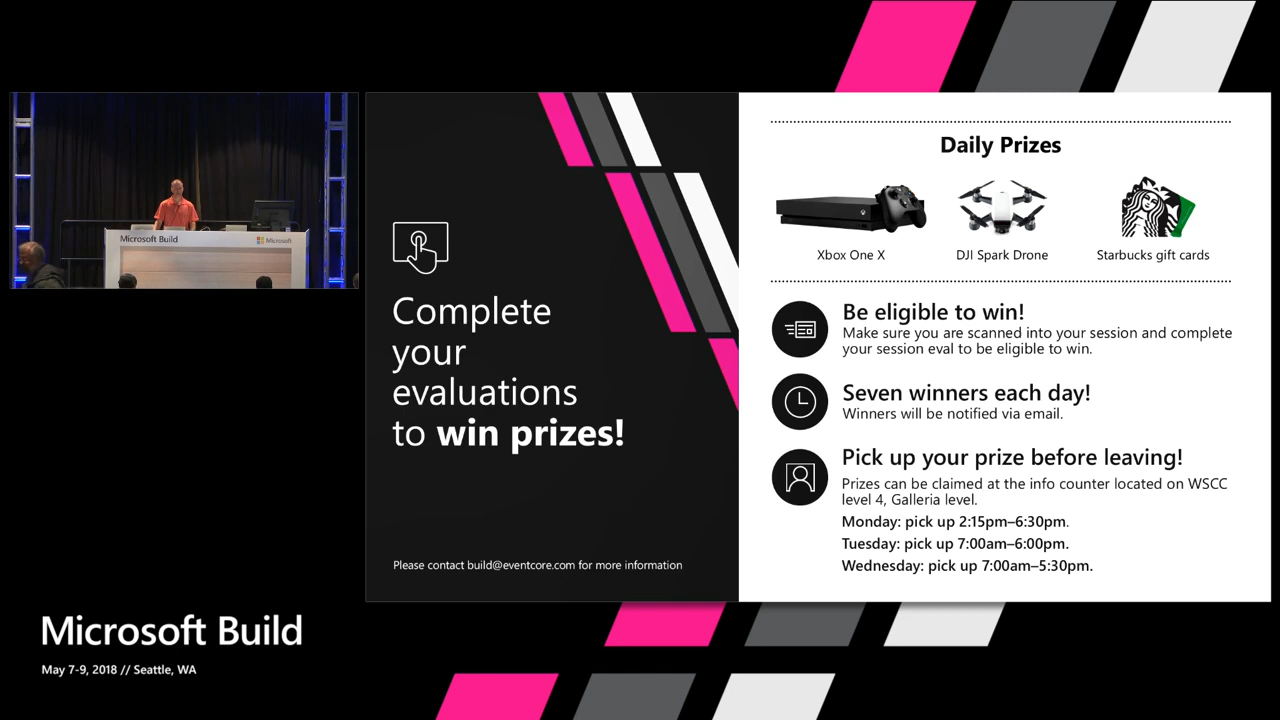 Microsoft Build
Microsoft
Complete
your
evaluations
to win prizes!
Please contact build@eventcore.com for more information
Daily Prizes
Xbox One X
DJI Spark Drone
Starbucks gift cards
Be eligible to win!
Make sure you are scanned into your session and complete
your session eval to be eligible to win.
Seven winners each day!
Winners will be notified via email.
Pick up your prize before leaving!
Prizes can be claimed at the info counter located on WSCC
level 4, Galleria level.
Monday: pick up 2:15pm–6:30pm.
Tuesday: pick up 7:00am–6:00pm.
Wednesday: pick up 7:00am–5:30pm.
Microsoft Build
May 7-9, 2018 // Seattle, WA